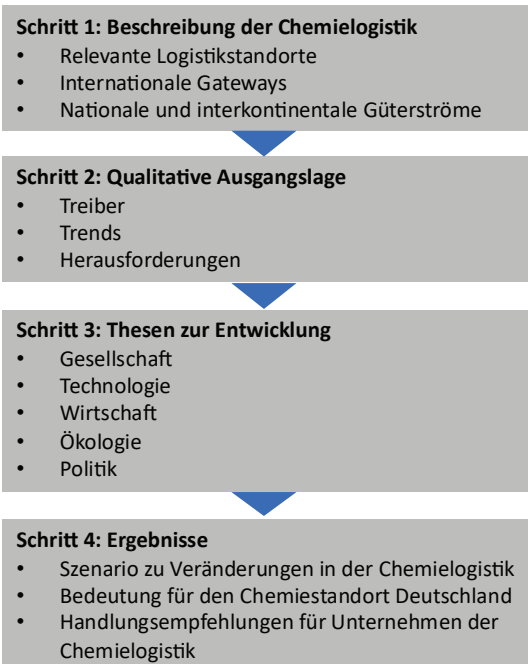 Schritt 1: Beschreibung der Chemielogistik
• Relevante Logistikstandorte
• Internationale Gateways
• Nationale und interkontinentale Güterströme
Schritt 2: Qualitative Ausgangslage
• Treiber
• Trends
• Herausforderungen
Schritt 3: Thesen zur Entwicklung
• Gesellschaft
• Technologie
• Wirtschaft
• Ökologie
• Politik
Schritt 4: Ergebnisse
• Szenario zu Veränderungen in der Chemielogistik
• Bedeutung für den Chemiestandort Deutschland
• Handlungsempfehlungen für Unternehmen der
Chemielogistik